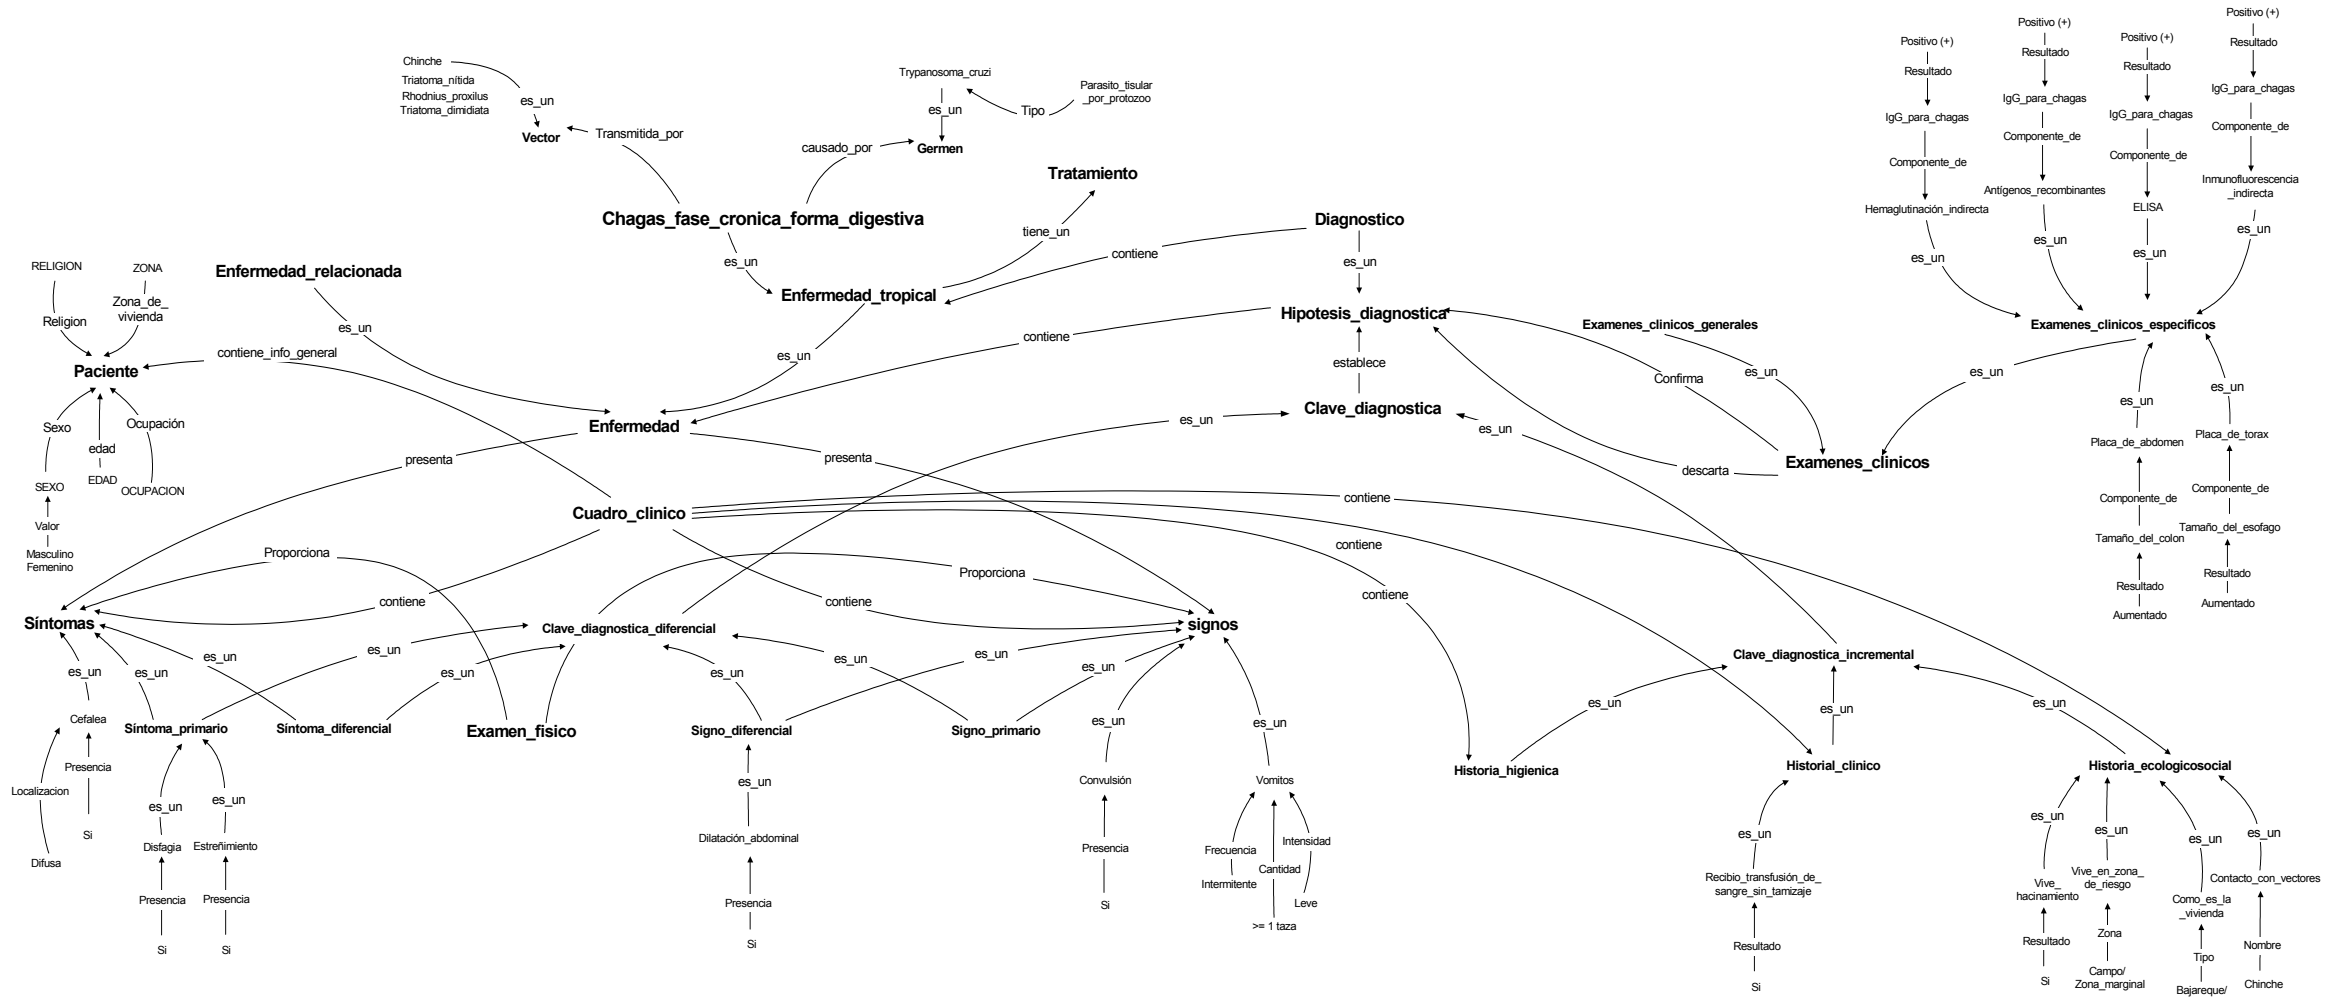 Positivo (+)
Resultado
IgG_para_chagas
Componente_de
Hemaglutinación_indirecta
es_un
Positivo (+)
Resultado
IgG_para_chagas
Componente_de
Antígenos_recombinantes
es_un
Positivo (+)
Resultado
IgG_para_chagas
Componente_de
ELISA
es_un
Positivo (+)
Resultado
IgG_para_chagas
Componente_de
Inmunofluorescencia
_indirecta
es_un
Chinche
Triatoma_nítida
Rhodnius_proxilus
Triatoma_dimidiata
es_un
Vector
Transmitida_por
Trypanosoma_cruzi
es_un
Tipo
Parasito_tisular
_por_protozoo
causado_por
Germen
Tratamiento
Chagas_fase_cronica_forma_digestiva
tiene_un
es_un
Diagnostico
contiene
es_un
RELIGION
ZONA
Enfermedad_relacionada
Enfermedad_tropical
Zona_de_
vivienda
Religion
es_un
Hipotesis_diagnostica
Examenes_clinicos_generales
Examenes_clinicos_especificos
contiene
contiene_info_general
es_un
establece
Paciente
Confirma
es_un
es_un
es_un
es_un
Sexo
edad
Ocupación
Clave_diagnostica
es_un
es_un
Enfermedad
Placa_de_abdomen
Placa_de_torax
presenta
presenta
descarta
Examenes_clinicos
SEXO
EDAD
OCUPACION
Componente_de
Componente_de
contiene
Cuadro_clinico
Valor
Masculino
Femenino
Tamaño_del_colon
Tamaño_del_esofago
Proporciona
contiene
Proporciona
Resultado
Resultado
Aumentado
Aumentado
contiene
contiene
contiene
Síntomas
Clave_diagnostica_diferencial
signos
es_un
es_un
es_un
es_un
es_un
es_un
es_un
es_un
es_un
Clave_diagnostica_incremental
Cefalea
Síntoma_primario
Síntoma_diferencial
Examen_fisico
Signo_diferencial
Signo_primario
es_un
es_un
es_un
es_un
es_un
Localizacion
Presencia
Difusa
Si
es_un
es_un
Disfagia
Estreñimiento
Presencia
Presencia
Si
Si
es_un
Dilatación_abdominal
Presencia
Si
Convulsión
Presencia
Si
Vomitos
Frecuencia
Intensidad
Cantidad
Intermitente
Leve
>= 1 taza
Historia_higienica
Historial_clinico
Historia_ecologicosocial
es_un
Recibio_transfusión_de_
sangre_sin_tamizaje
Resultado
Si
es_un
es_un
es_un
es_un
Vive_
hacinamiento
Vive_en_zona_
de_riesgo
Como_es_la
_vivienda
Contacto_con_vectores
Resultado
Zona
Tipo
Nombre
Si
Campo/
Zona_marginal
Bajareque/
Chinche